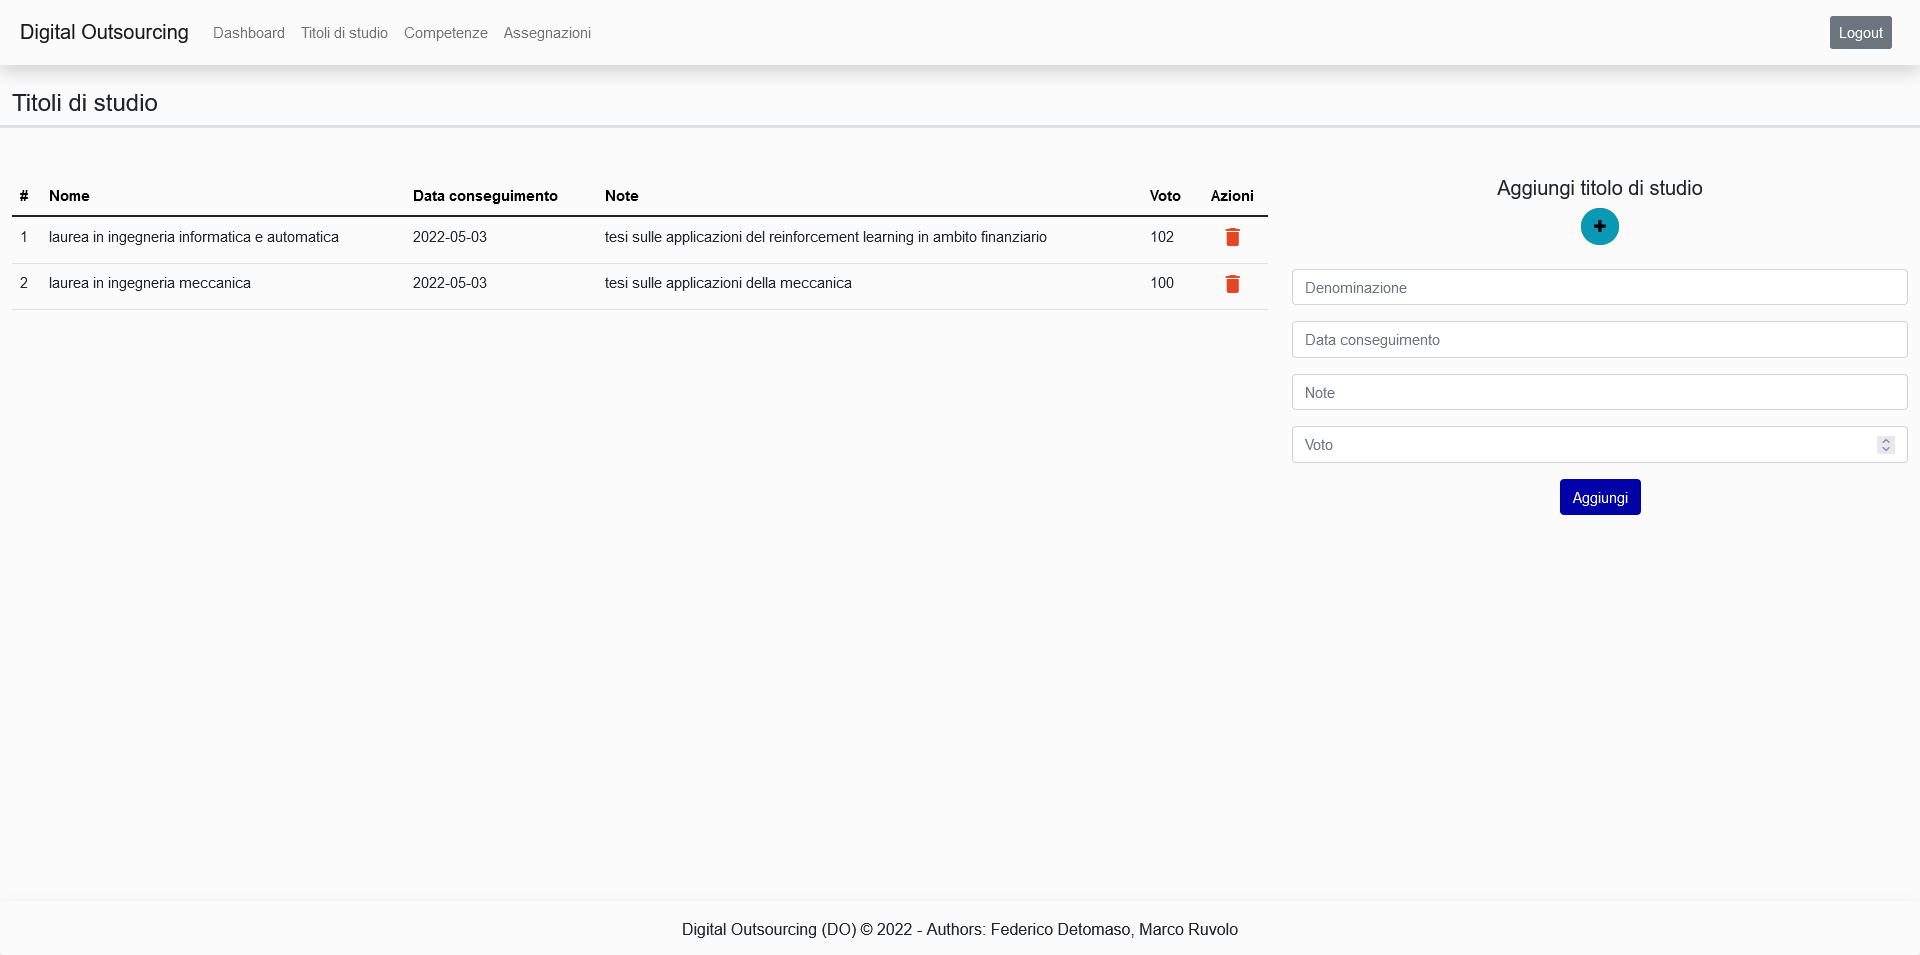 Digital Outsourcing Dashboard Titoli di studio Competenze Assegnazioni Logout
Titoli di studio
# Nome Data conseguimento Note Voto Azioni
1 laurea in ingegneria informatica e automatica 2022-05-03 tesi sulle applicazioni del reinforcement learning in ambito finanziario 102
2 laurea in ingegneria meccanica 2022-05-03 tesi sulle applicazioni della meccanica 100
Aggiungi titolo di studio
Denominazione
Data conseguimento
Note
Voto
Aggiungi
Digital Outsourcing (DO) © 2022 - Authors: Federico Detomaso, Marco Ruvolo